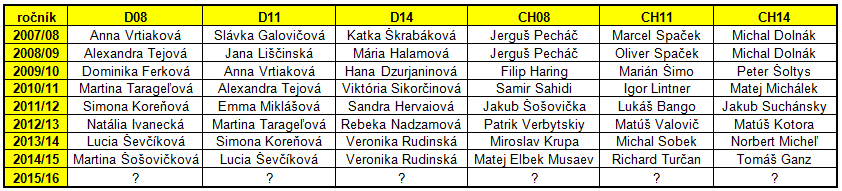 ročník D08 D11 D14 CH08 CH11 CH14
2007/08 Anna Vrtiaková Slávka Galovičová Katka Škrabáková Jerguš Pecháč Marcel Spaček Michal Dolnák
2008/09 Alexandra Tejová Jana Liščinská Mária Halamová Jerguš Pecháč Oliver Spaček Michal Dolnák
2009/10 Dominika Ferková Anna Vrtiaková Hana Dzurjaninová Filip Haring Marián Šimo Peter Šoltys
2010/11 Martina Tarageľová Alexandra Tejová Viktória Sikorčinová Samir Sahidi Igor Lintner Matej Michálek
2011/12 Simona Koreňová Emma Miklášová Sandra Hervaiová Jakub Šošovička Lukáš Bango Jakub Suchánsky
2012/13 Natália Ivanecká Martina Tarageľová Rebeka Nadzamová Patrik Verbytskiy Matúš Valovič Matúš Kotora
2013/14 Lucia Ševčíková Simona Koreňová Veronika Rudinská Miroslav Krupa Michal Sobek Norbert Micheľ
2014/15 Martina Šošovičková Lucia Ševčíková Veronika Rudinská Matej Elbek Musaev Richard Turčan Tomáš Ganz
2015/16 ? ? ? ? ? ?